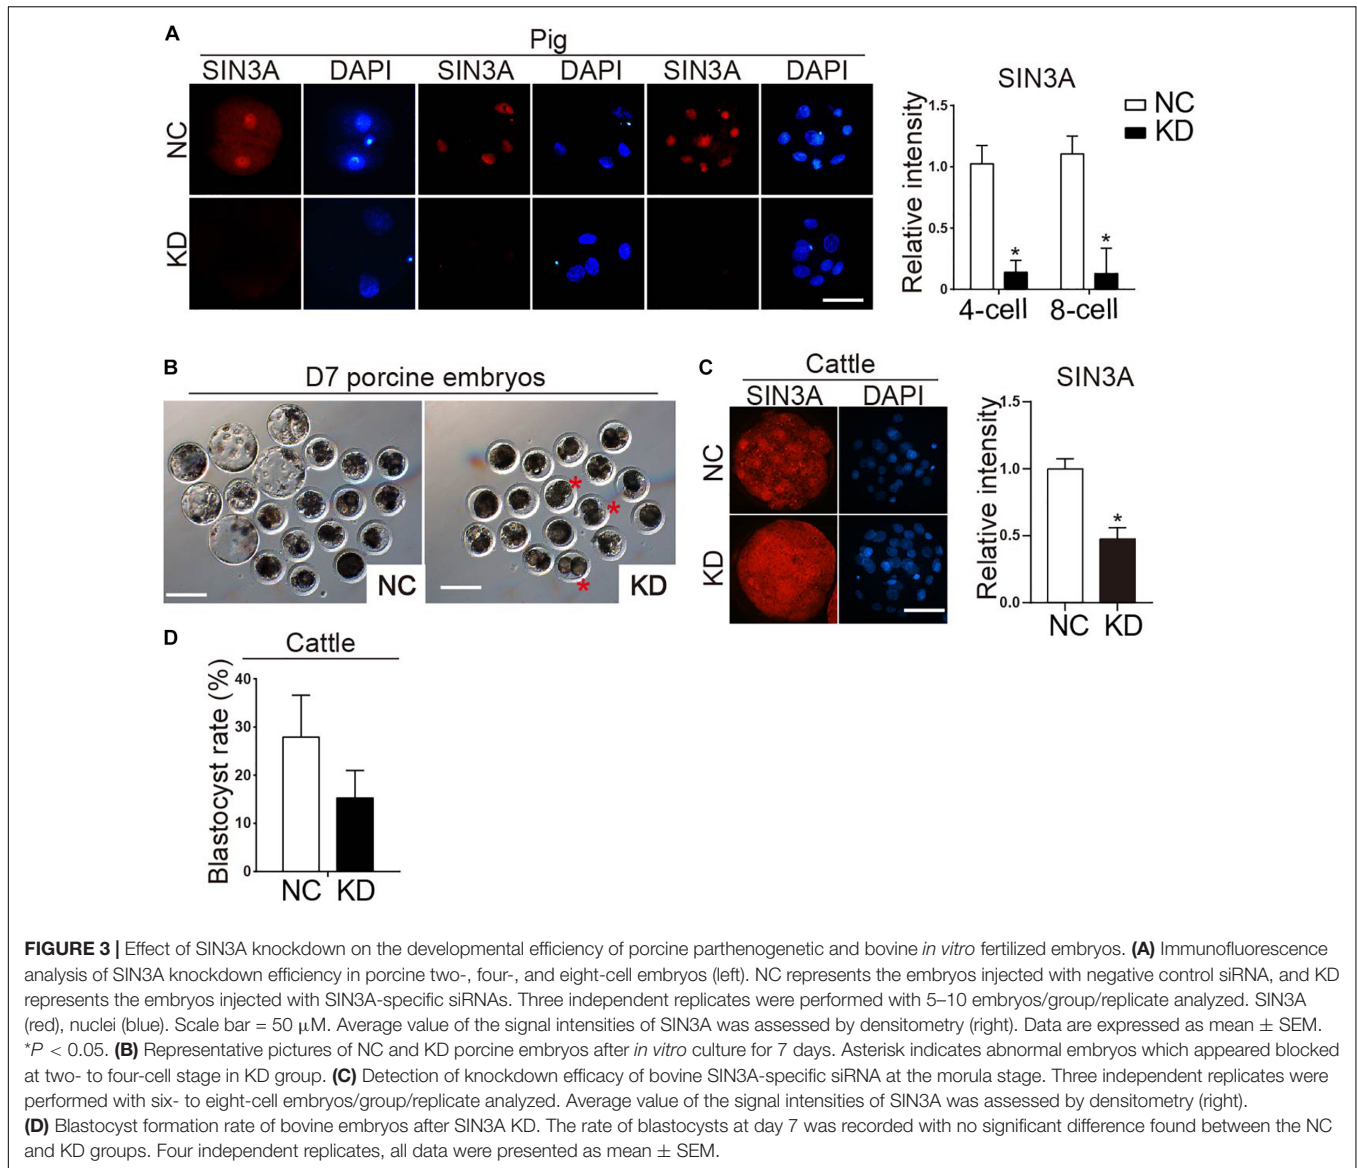 A
Pig
SIN3A DAPI SIN3A DAPI SIN3A DAPI
NC
KD
SIN3A
NC
KD
Relative intensity
1.5
1.0
0.5
0
* *
4-cell 8-cell
B
D7 porcine embryos
NC
*
*
*
KD
C
Cattle
SIN3A DAPI
NC
KD
SIN3A
Relative intensity
1.5
1.0
0.5
0.0
*
NC KD
D
Cattle
Blastocyst rate (%)
40
30
20
10
0
NC KD
FIGURE 3 | Effect of SIN3A knockdown on the developmental efficiency of porcine parthenogenetic and bovine in vitro fertilized embryos. (A) Immunofluorescence
analysis of SIN3A knockdown efficiency in porcine two-, four-, and eight-cell embryos (left). NC represents the embryos injected with negative control siRNA, and KD
represents the embryos injected with SIN3A-specific siRNAs. Three independent replicates were performed with 5–10 embryos/group/replicate analyzed. SIN3A
(red), nuclei (blue). Scale bar = 50 μM. Average value of the signal intensities of SIN3A was assessed by densitometry (right). Data are expressed as mean ± SEM.
*P < 0.05. (B) Representative pictures of NC and KD porcine embryos after in vitro culture for 7 days. Asterisk indicates abnormal embryos which appeared blocked
at two- to four-cell stage in KD group. (C) Detection of knockdown efficacy of bovine SIN3A-specific siRNA at the morula stage. Three independent replicates were
performed with six- to eight-cell embryos/group/replicate analyzed. Average value of the signal intensities of SIN3A was assessed by densitometry (right).
(D) Blastocyst formation rate of bovine embryos after SIN3A KD. The rate of blastocysts at day 7 was recorded with no significant difference found between the NC
and KD groups. Four independent replicates, all data were presented as mean ± SEM.